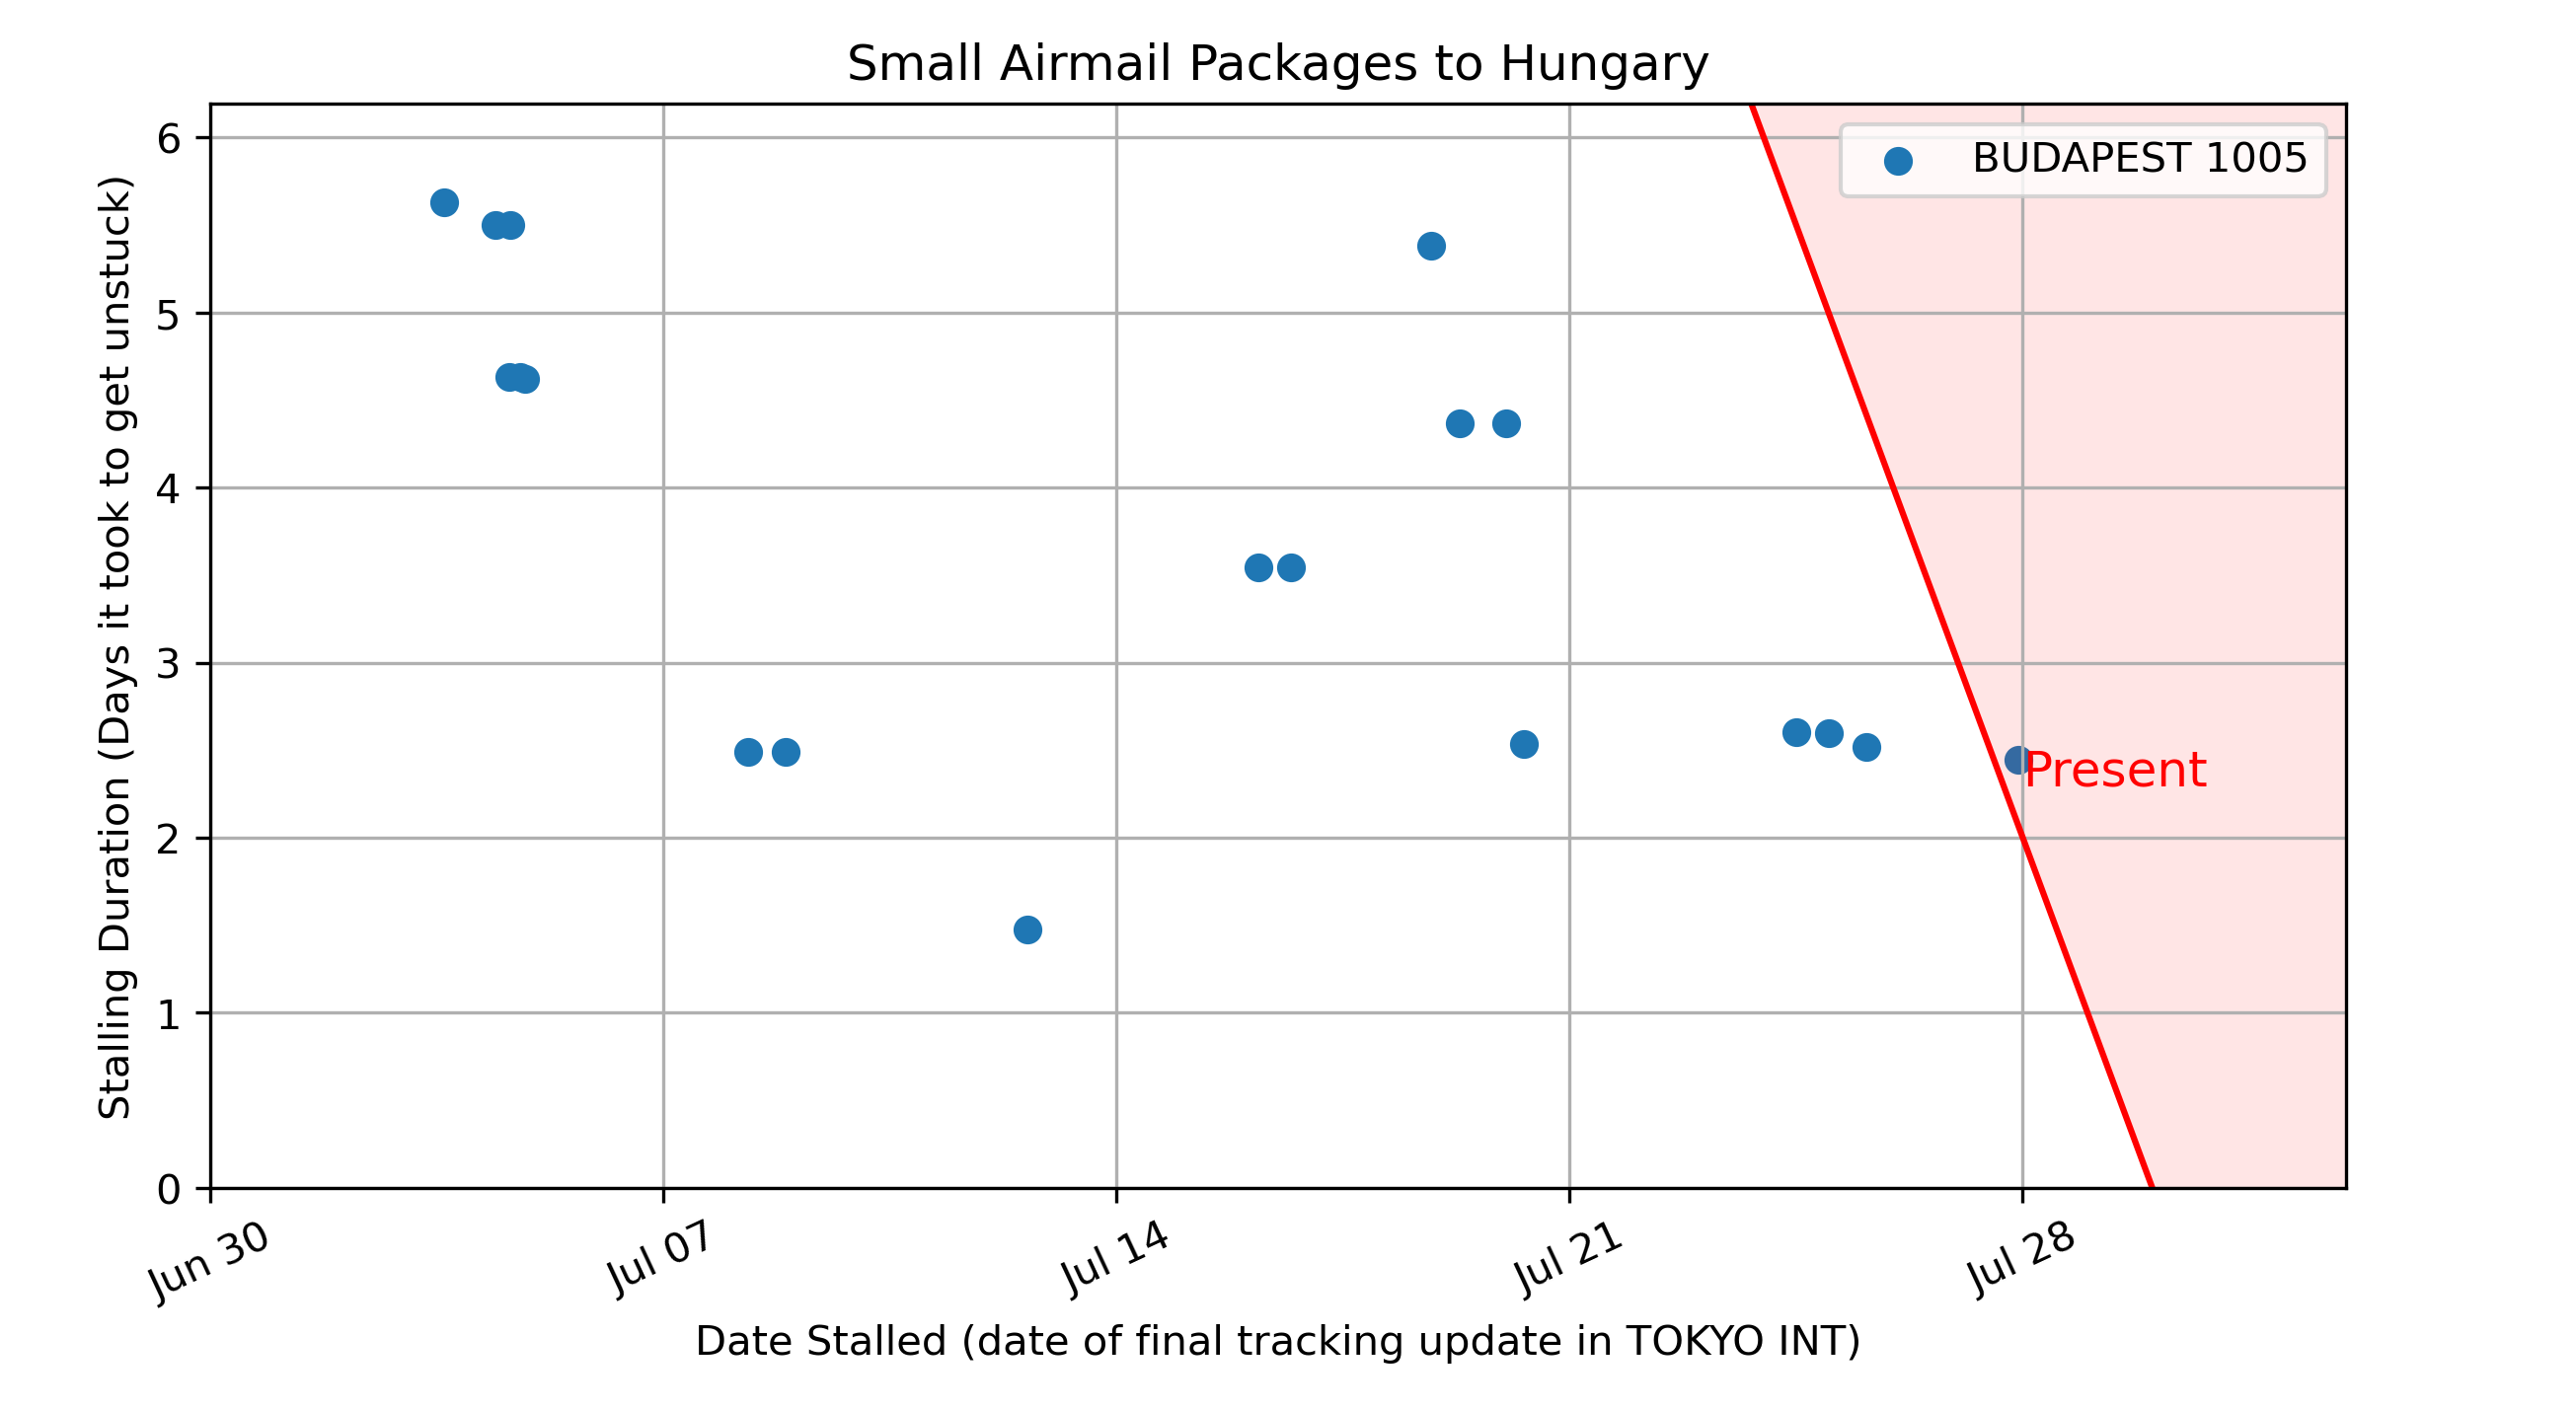 Small Airmail Packages to Hungary
BUDAPEST 1005
Stalling Duration (Days it took to get unstuck)
6
5
4
3
2
1
0
Present
Jun 30
Jul 07
Jul 14
Jul 21
Jul 28
Date Stalled (date of final tracking update in TOKYO INT)